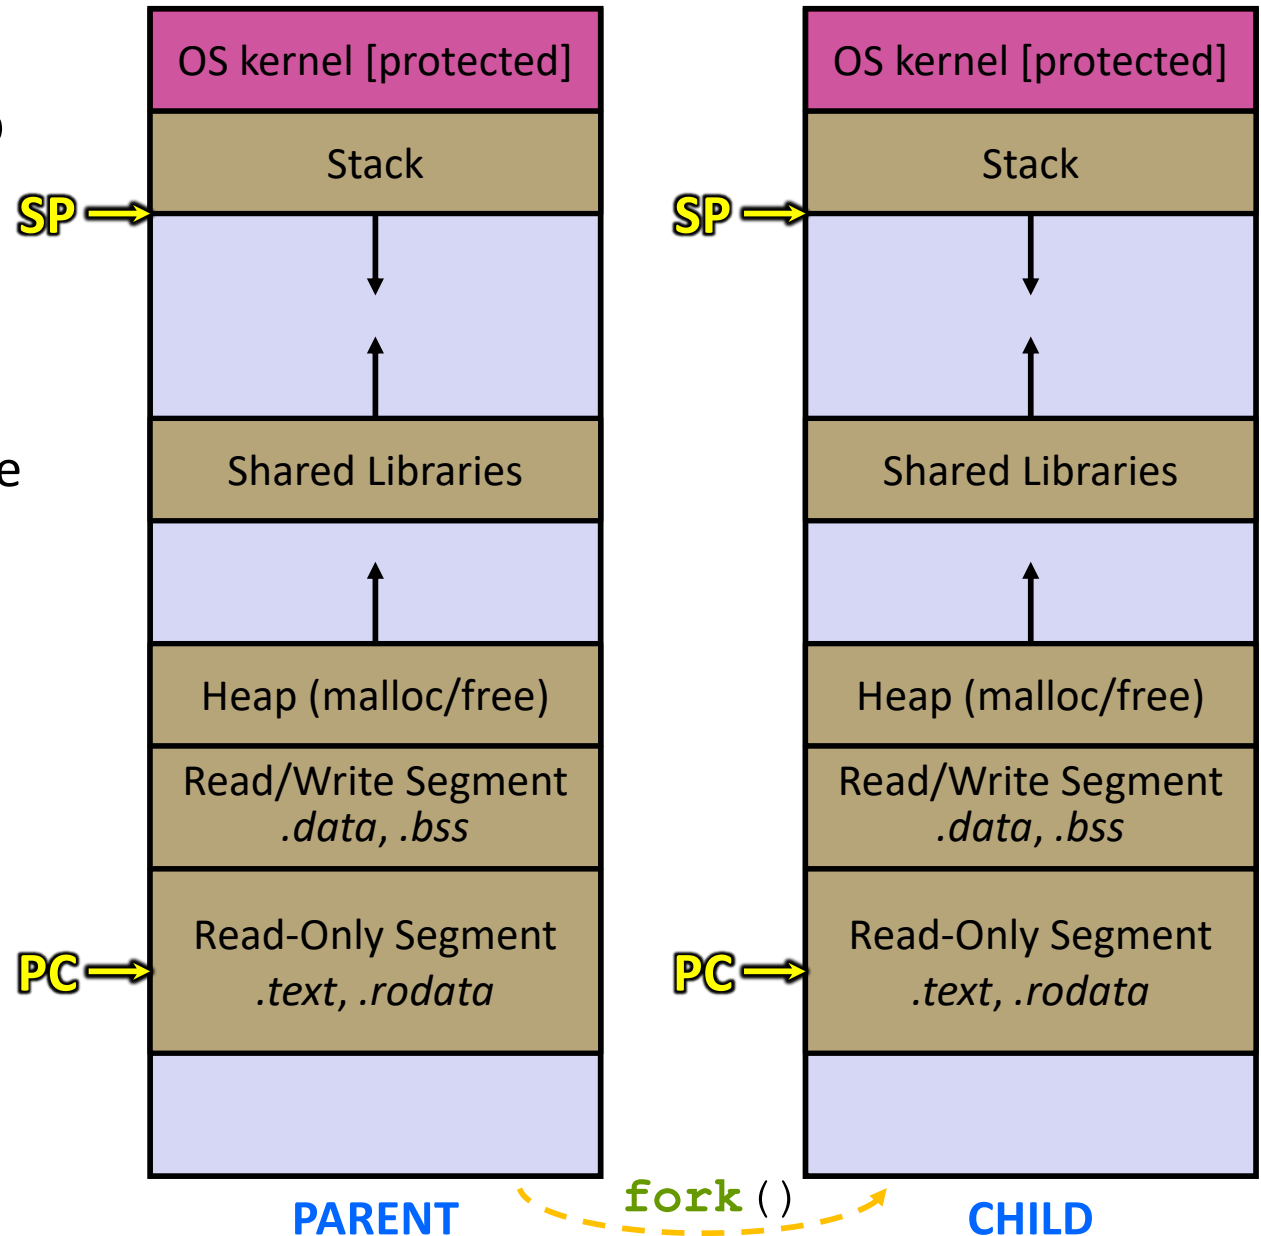 OS kernel [protected]
Stack
SP
Shared Libraries
Heap (malloc/free)
Read/Write Segment
.data, .bss
Read-Only Segment
.text, .rodata
PC
PARENT
fork()
OS kernel [protected]
Stack
SP
Shared Libraries
Heap (malloc/free)
Read/Write Segment
.data, .bss
Read-Only Segment
.text, .rodata
PC
CHILD
)
e